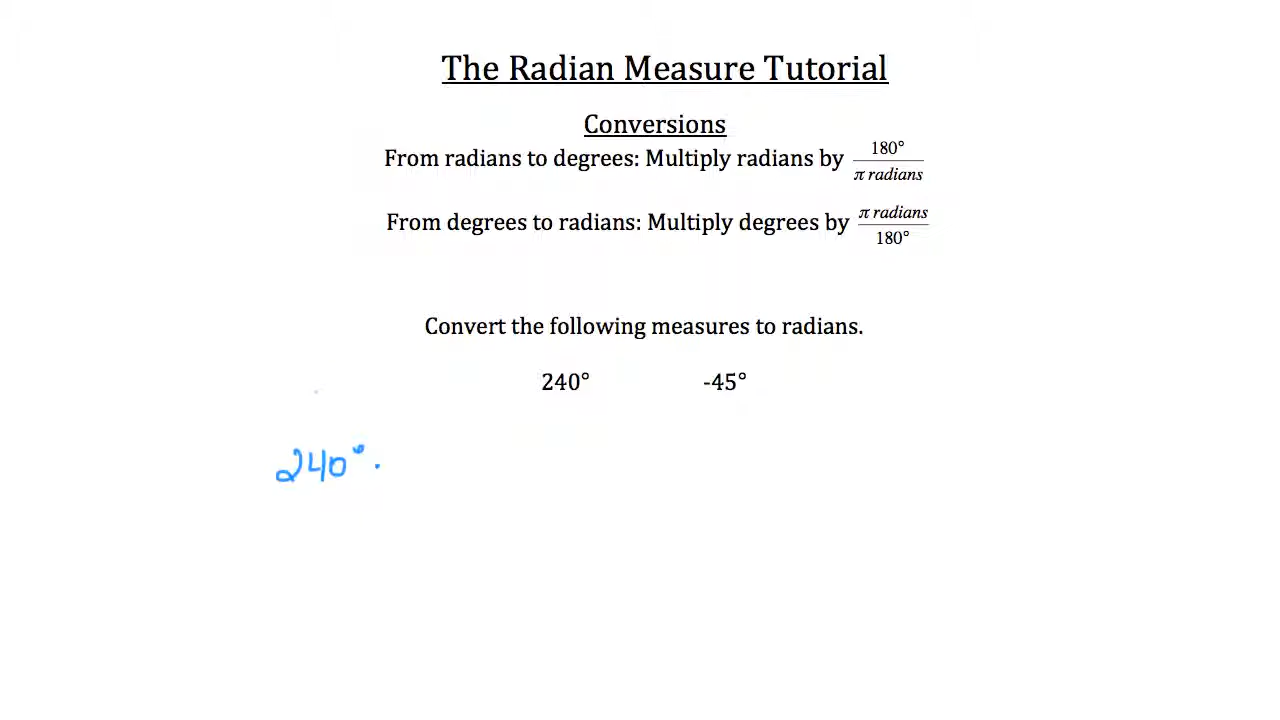 The Radian Measure Tutorial
Conversions
From radians to degrees: Multiply radians by 180° / π radians
From degrees to radians: Multiply degrees by π radians / 180°
Convert the following measures to radians.
240° -45°
240° ·